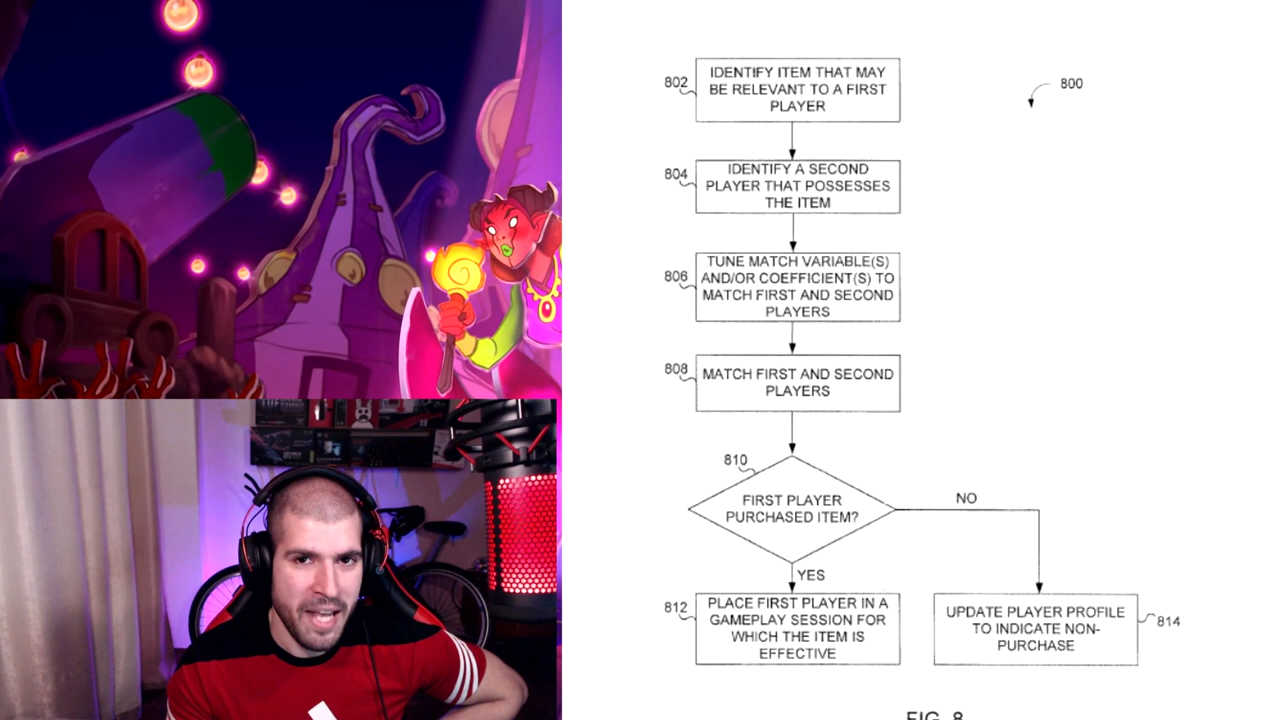 802
IDENTIFY ITEM THAT MAY
BE RELEVANT TO A FIRST
PLAYER
800
804
IDENTIFY A SECOND
PLAYER THAT POSSESSES
THE ITEM
806
TUNE MATCH VARIABLE(S)
AND/OR COEFFICIENT(S) TO
MATCH FIRST AND SECOND
PLAYERS
808
MATCH FIRST AND SECOND
PLAYERS
810
FIRST PLAYER
PURCHASED ITEM?
NO
YES
812
PLACE FIRST PLAYER IN A
GAMEPLAY SESSION FOR
WHICH THE ITEM IS
EFFECTIVE
UPDATE PLAYER PROFILE
TO INDICATE NON-
PURCHASE
814
FIG. 8